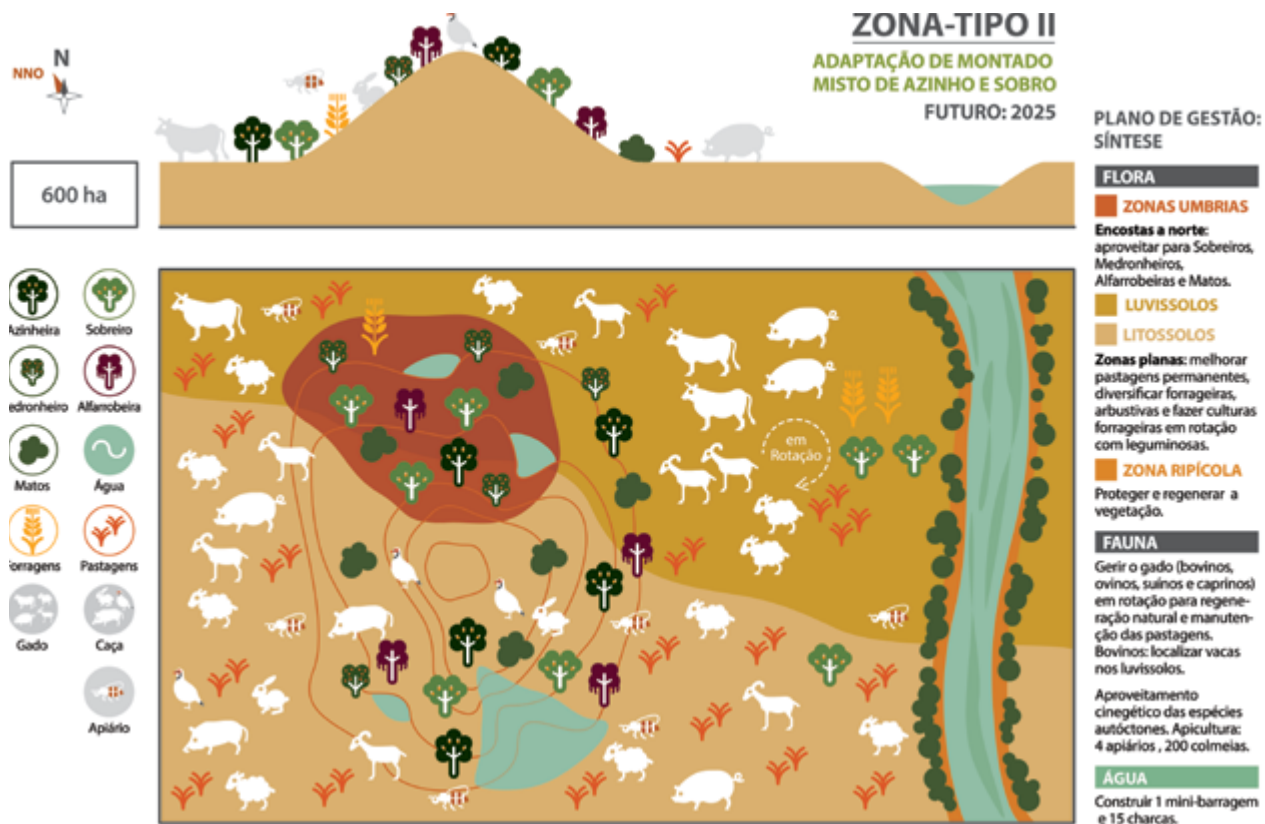 ZONA-TIPO II
ADAPTAÇÃO DE MONTADO
MISTO DE AZINHO E SOBRO
FUTURO: 2025
N
NNO
600 ha
Azinheira
Sobreiro
edronheiro
Alfarrobeira
Matos
Água
orragens
Pastagens
Gado
Caça
Apiário
em
Rotação
PLANO DE GESTÃO:
SÍNTESE
FLORA
ZONAS UMBRIAS
Encostas a norte:
aproveitar para Sobreiros,
Medronheiros,
Alfarrobeiras e Matos.
LUVISSOLOS
LITOSSOLOS
Zonas planas: melhorar
pastagens permanentes,
diversificar forrageiras,
arbustivas e fazer culturas
forrageiras em rotação
com leguminosas.
ZONA RIPÍCOLA
Proteger e regenerar a
vegetação.
FAUNA
Gerir o gado (bovinos,
ovinos, suínos e caprinos)
em rotação para regene-
ração natural e manuten-
ção das pastagens.
Bovinos: localizar vacas
nos luvissolos.
Aproveitamento
cinegético das espécies
autóctones. Apicultura:
4 apiários , 200 colmeias.
ÁGUA
Construir 1 mini-barragem
e 15 charcas.